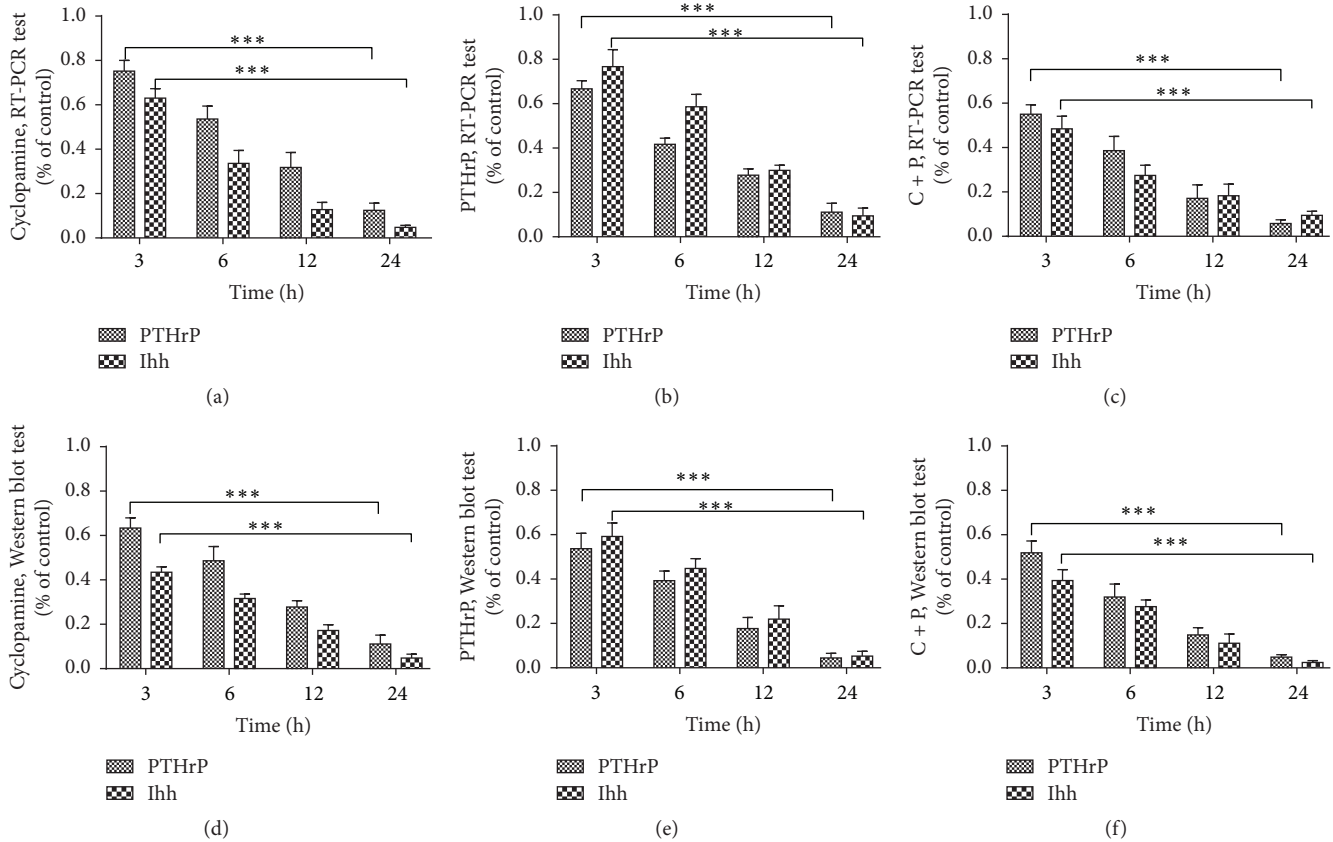 Cyclopamine, RT-PCR test
(% of control)
1.0
0.8
0.6
0.4
0.2
0.0
***
***
3 6 12 24
Time (h)
PTHrP
Ihh
(a)
PTHrP, RT-PCR test
(% of control)
1.0
0.8
0.6
0.4
0.2
0.0
***
***
3 6 12 24
Time (h)
PTHrP
Ihh
(b)
C + P, RT-PCR test
(% of control)
1.0
0.8
0.6
0.4
0.2
0.0
***
***
3 6 12 24
Time (h)
PTHrP
Ihh
(c)
Cyclopamine, Western blot test
(% of control)
1.0
0.8
0.6
0.4
0.2
0.0
***
***
3 6 12 24
Time (h)
PTHrP
Ihh
(d)
PTHrP, Western blot test
(% of control)
1.0
0.8
0.6
0.4
0.2
0.0
***
***
3 6 12 24
Time (h)
PTHrP
Ihh
(e)
C + P, Western blot test
(% of control)
1.0
0.8
0.6
0.4
0.2
0.0
***
***
3 6 12 24
Time (h)
PTHrP
Ihh
(f)